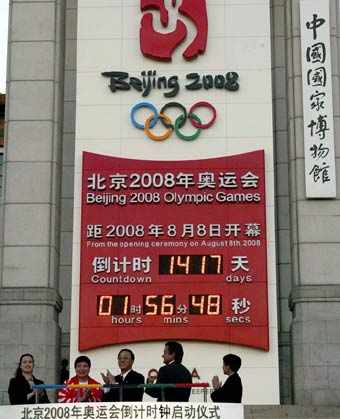 Beijing 2008
中國國家博物館
北京2008年奥运会
Beijing 2008 Olympic Games
距2008年8月8日开幕
From the opening ceremony on August 8th.2008
倒计时 1417 天
Countdown days
01 时 56 分 48 秒
hours mins secs
北京2008年奥运会倒计时钟启动仪式